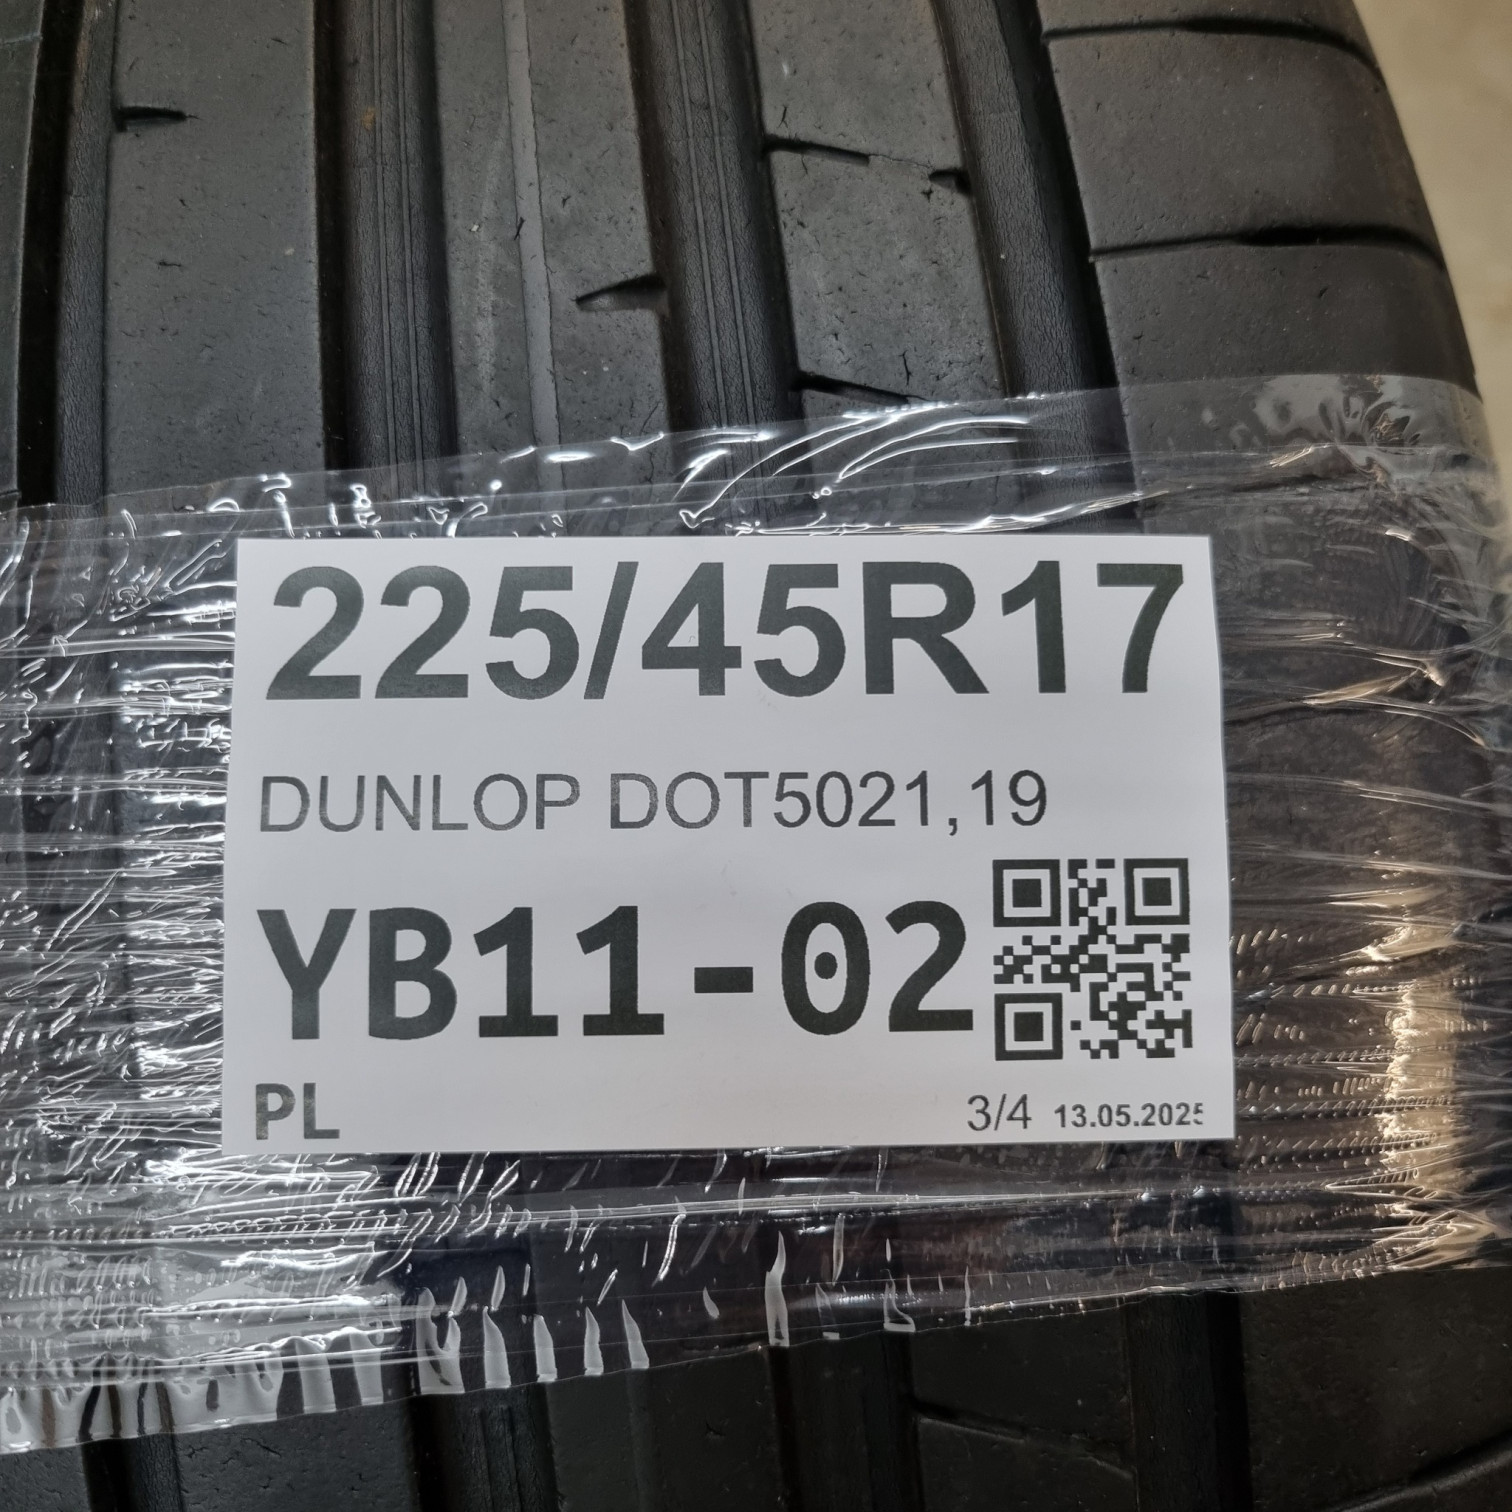 225/45R17
DUNLOP DOT5021,19
YB11-02
PL
3/4 13.05.2025